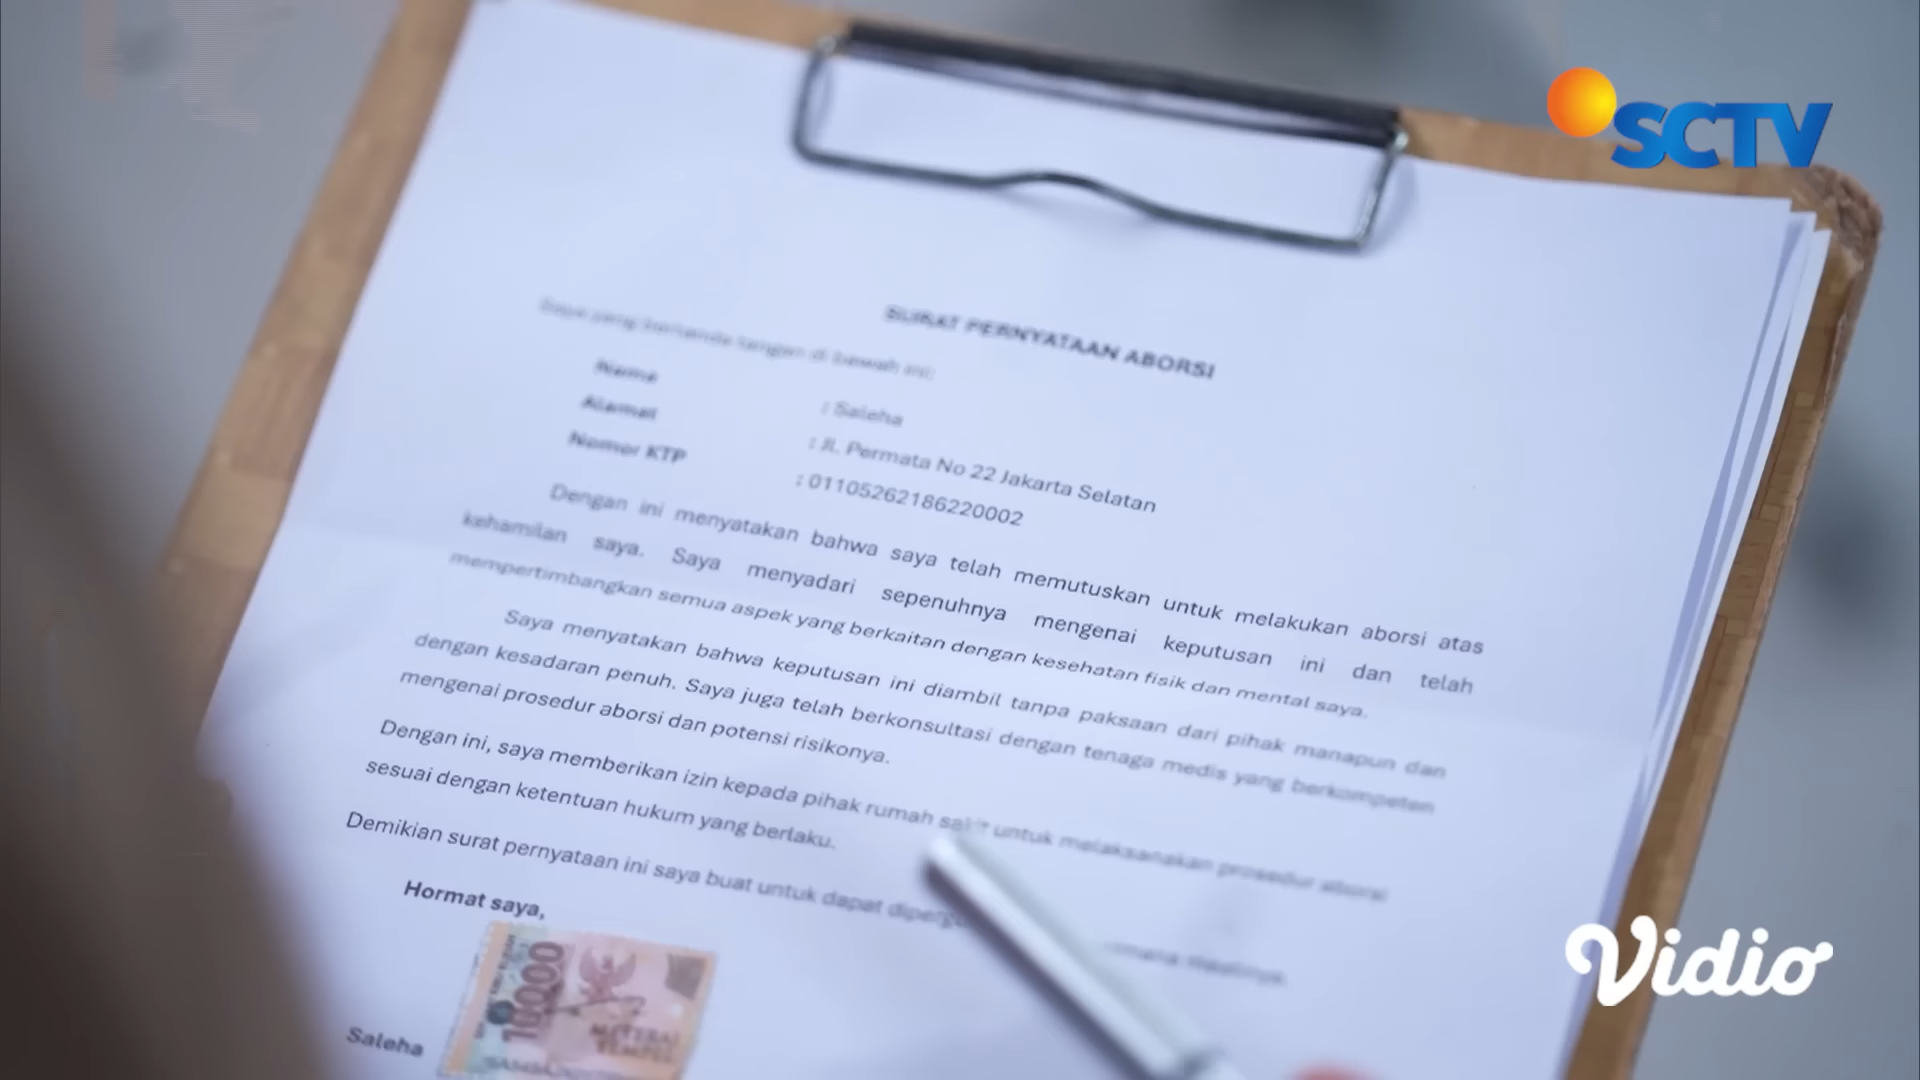 SCTV
SURAT PERNYATAAN ABORSI
Saya yang bertanda tangan di bawah ini:
Nama : Saleha
Alamat : Jl. Permata No 22 Jakarta Selatan
Nomor KTP : 01105262186220002
Dengan ini menyatakan bahwa saya telah memutuskan untuk melakukan aborsi atas
kehamilan saya. Saya menyadari sepenuhnya mengenai keputusan ini dan telah
mempertimbangkan semua aspek yang berkaitan dengan kesehatan fisik dan mental saya.
Saya menyatakan bahwa keputusan ini diambil tanpa paksaan dari pihak manapun dan
dengan kesadaran penuh. Saya juga telah berkonsultasi dengan tenaga medis yang berkompeten
mengenai prosedur aborsi dan potensi risikonya.
Dengan ini, saya memberikan izin kepada pihak rumah sakit untuk melaksanakan prosedur aborsi
sesuai dengan ketentuan hukum yang berlaku.
Demikian surat pernyataan ini saya buat untuk dapat
Hormat saya,
10000
METERAI
TEMPEL
Saleha
Vidio